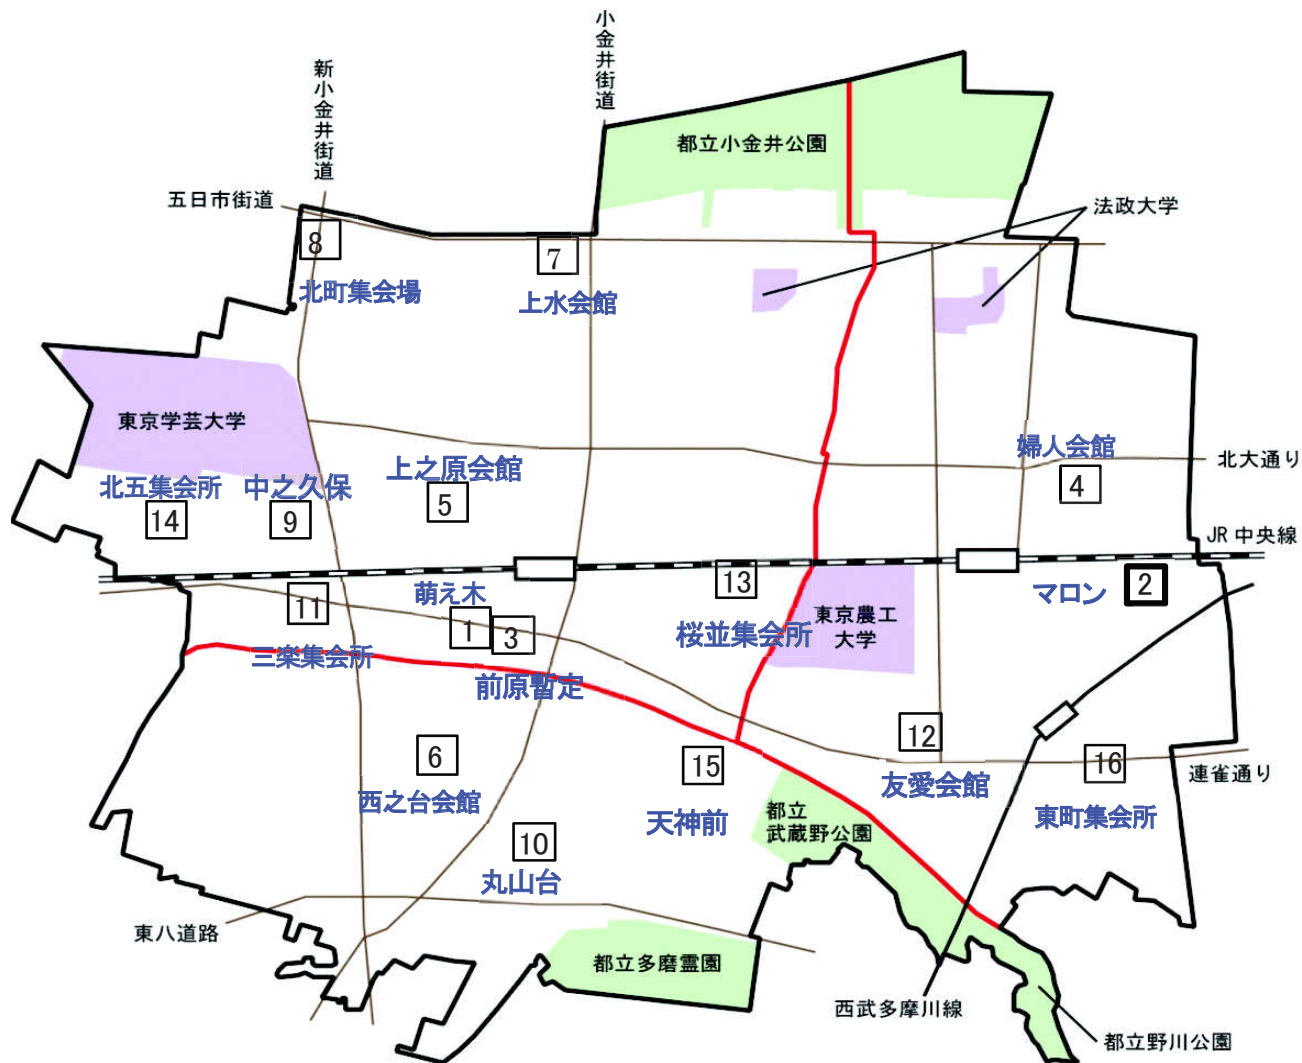 小金井街道
新小金井街道
都立小金井公園
五日市街道
法政大学
8
7
北町集会場
上水会館
東京学芸大学
婦人会館
上之原会館
北大通り
北五集会所
中之久保
4
5
14
9
JR 中央線
13
萌え木
マロン
2
11
東京農工
大学
1
3
桜並集会所
三楽集会所
前原暫定
12
6
15
16
連雀通り
友愛会館
西之台会館
天神前
都立
武蔵野公園
東町集会所
10
丸山台
東八道路
都立多磨霊園
西武多摩川線
都立野川公園